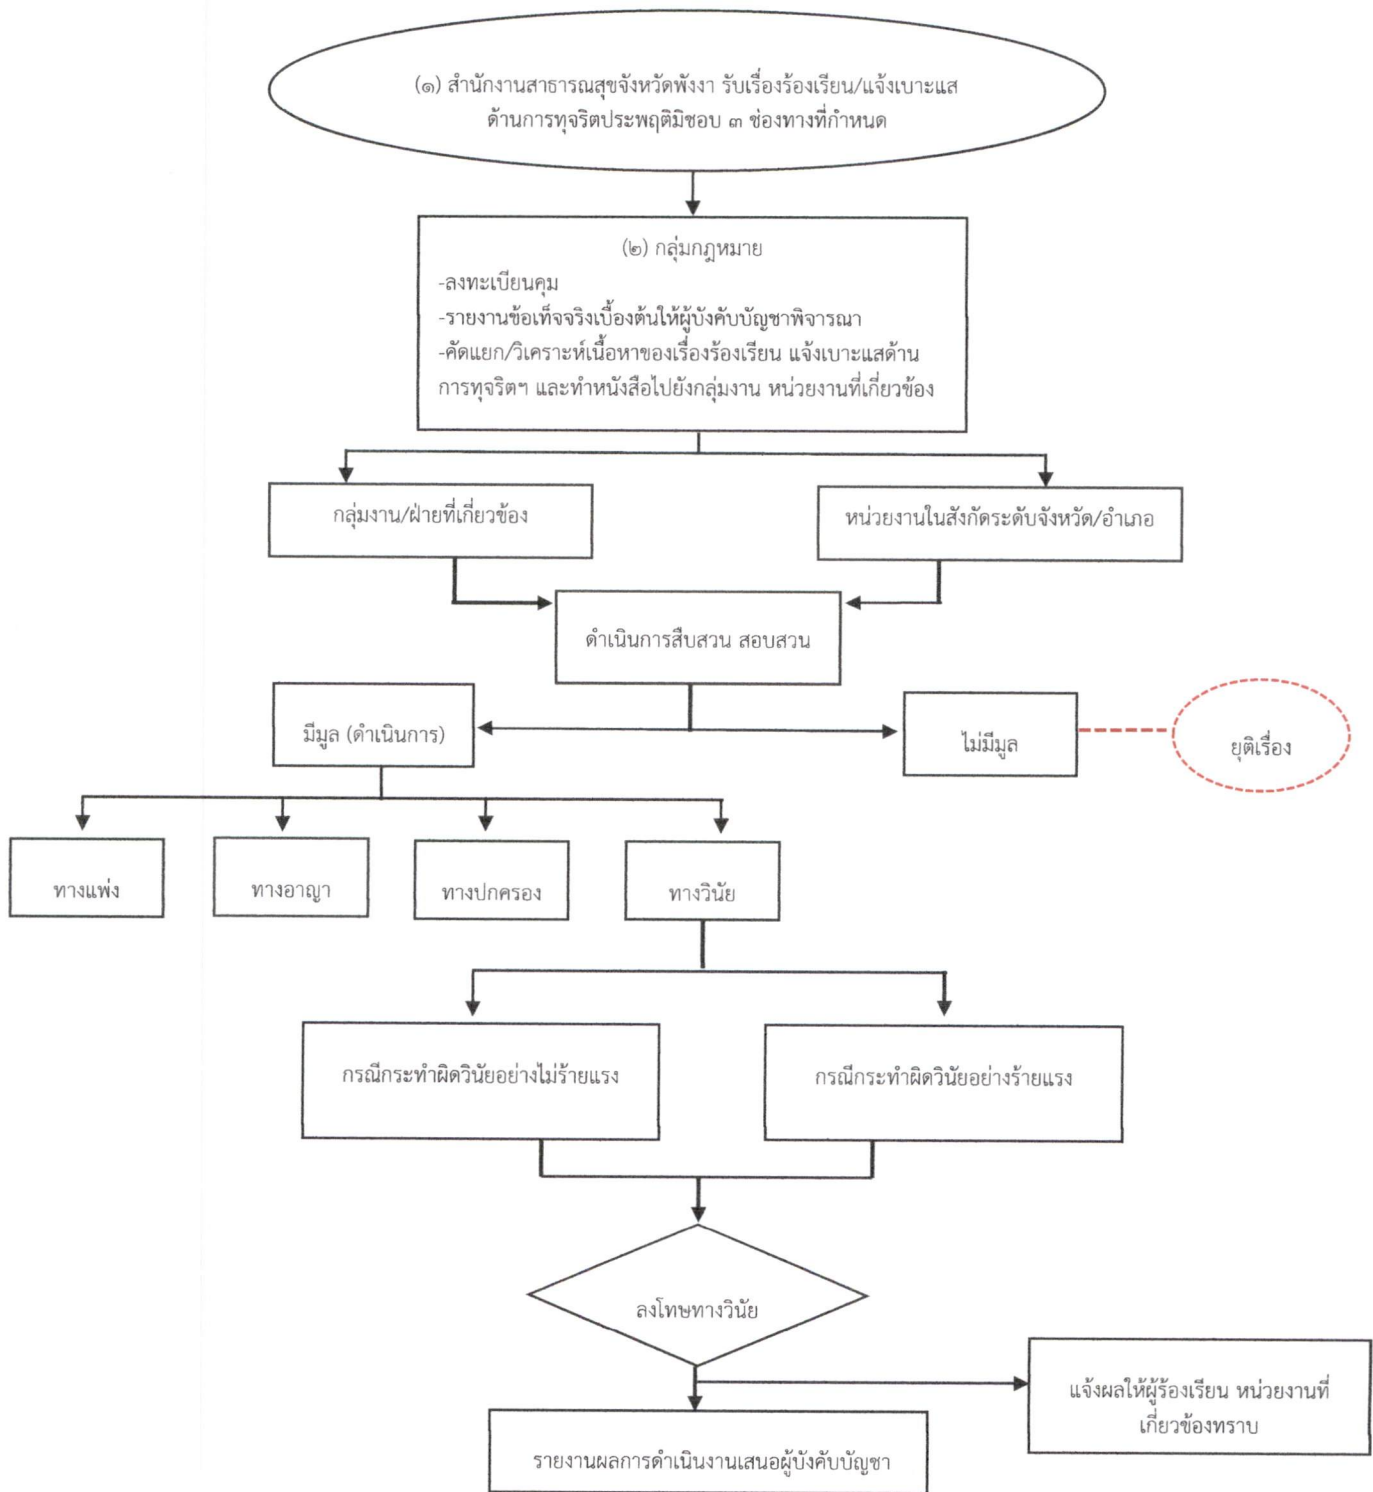 (๑) สำนักงานสาธารณสุขจังหวัดพังงา รับเรื่องร้องเรียน/แจ้งเบาะแส
ด้านการทุจริตประพฤติมิชอบ ๓ ช่องทางที่กำหนด
(๒) กลุ่มกฎหมาย
-ลงทะเบียนคุม
-รายงานข้อเท็จจริงเบื้องต้นให้ผู้บังคับบัญชาพิจารณา
-คัดแยก/วิเคราะห์เนื้อหาของเรื่องร้องเรียน แจ้งเบาะแสด้าน
การทุจริตฯ และทำหนังสือไปยังกลุ่มงาน หน่วยงานที่เกี่ยวข้อง
กลุ่มงาน/ฝ่ายที่เกี่ยวข้อง
หน่วยงานในสังกัดระดับจังหวัด/อำเภอ
ดำเนินการสืบสวน สอบสวน
มีมูล (ดำเนินการ)
ไม่มีมูล
ยุติเรื่อง
ทางแพ่ง
ทางอาญา
ทางปกครอง
ทางวินัย
กรณีกระทำผิดวินัยอย่างไม่ร้ายแรง
กรณีกระทำผิดวินัยอย่างร้ายแรง
ลงโทษทางวินัย
แจ้งผลให้ผู้ร้องเรียน หน่วยงานที่
เกี่ยวข้องทราบ
รายงานผลการดำเนินงานเสนอผู้บังคับบัญชา